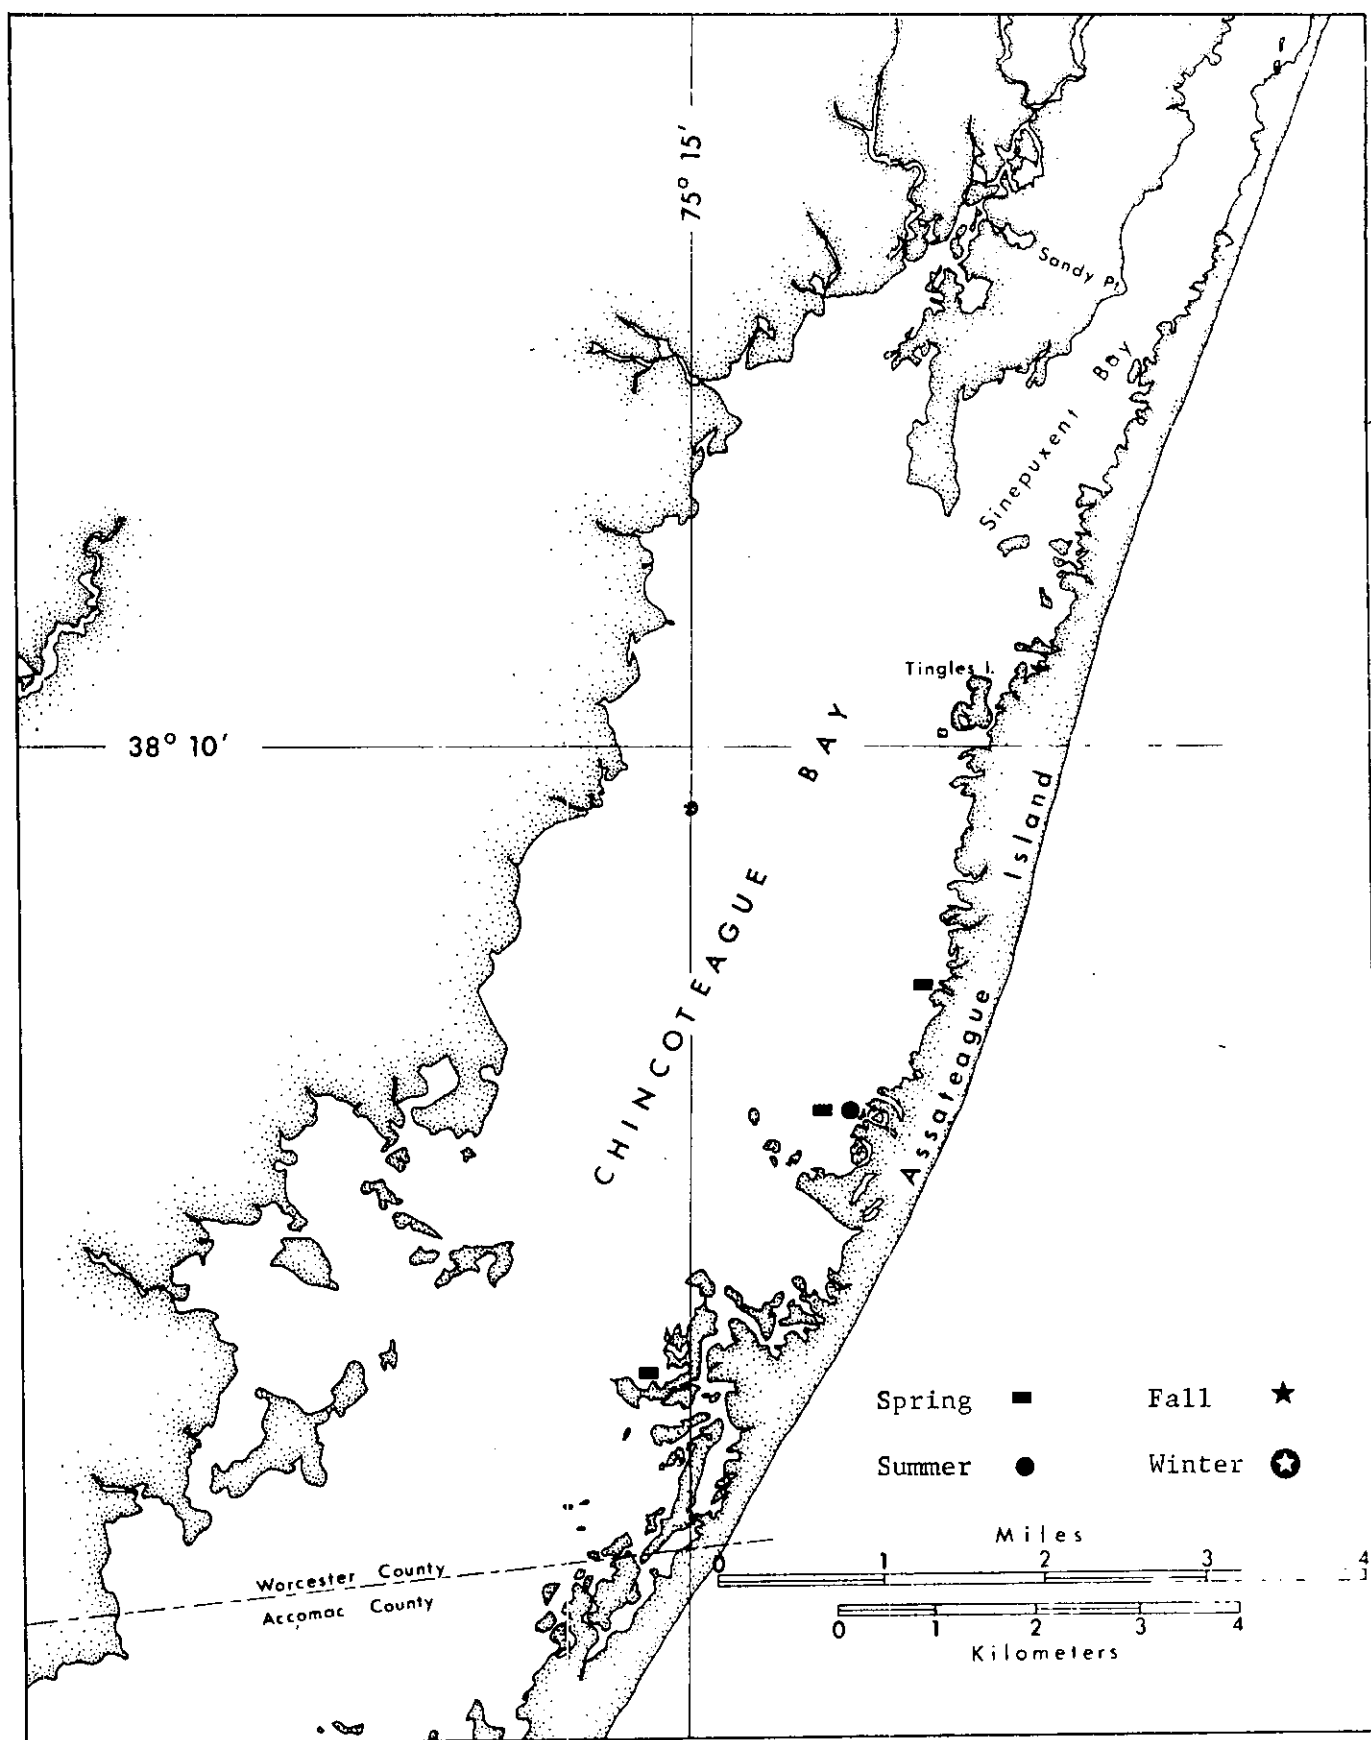 75° 15'
Sandy Pt.
Sinepuxent Bay
Tingles I.
38° 10'
CHINCOTEAGUE BAY
Assateague Island
Spring
Fall
Summer
Winter
Miles
0 1 2 3 4
Worcester County
Accomac County
0 1 2 3 4
Kilometers